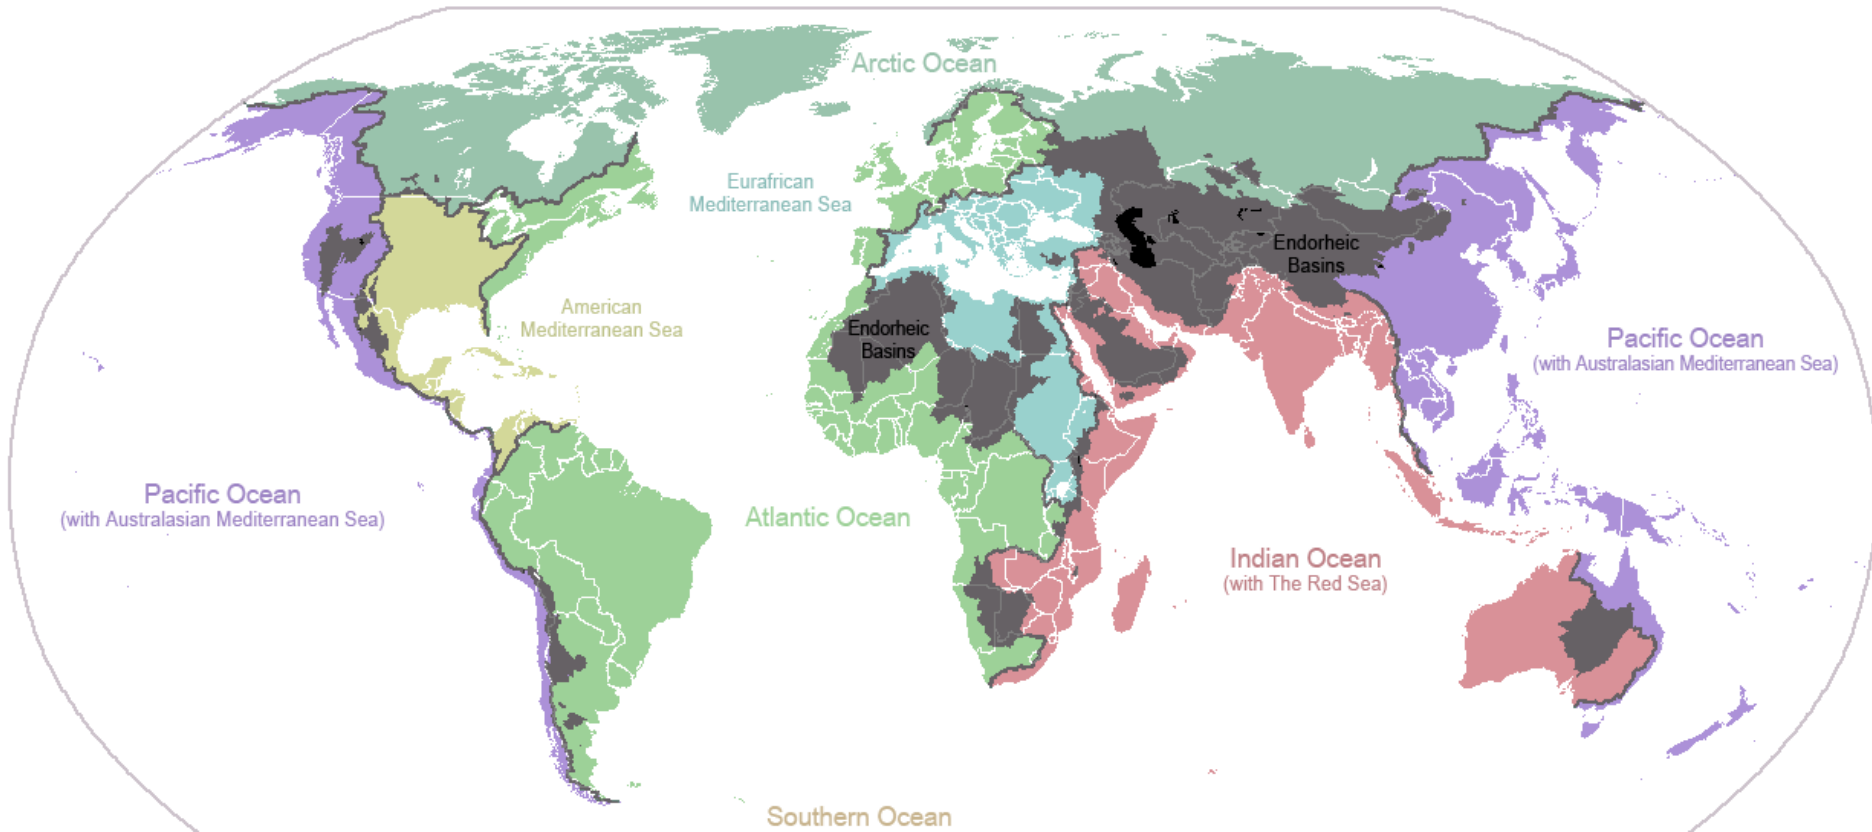 Arctic Ocean
Eurafrican
Mediterranean Sea
Endorheic
Basins
American
Mediterranean Sea
Endorheic
Basins
Pacific Ocean
(with Australasian Mediterranean Sea)
Pacific Ocean
(with Australasian Mediterranean Sea)
Atlantic Ocean
Indian Ocean
(with The Red Sea)
Southern Ocean